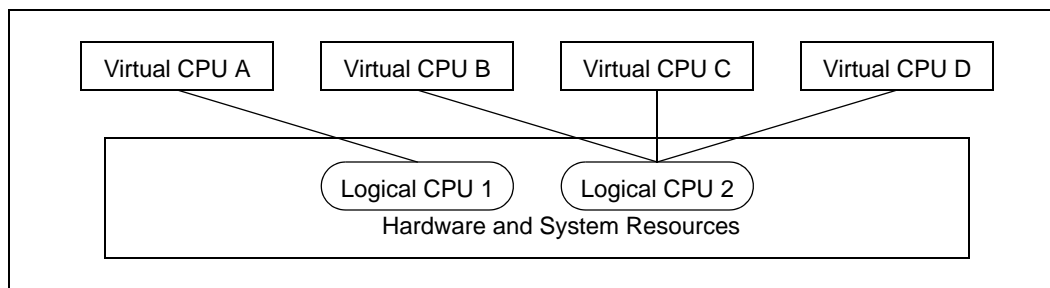 Virtual CPU A
Virtual CPU B
Virtual CPU C
Virtual CPU D
Logical CPU 1
Logical CPU 2
Hardware and System Resources